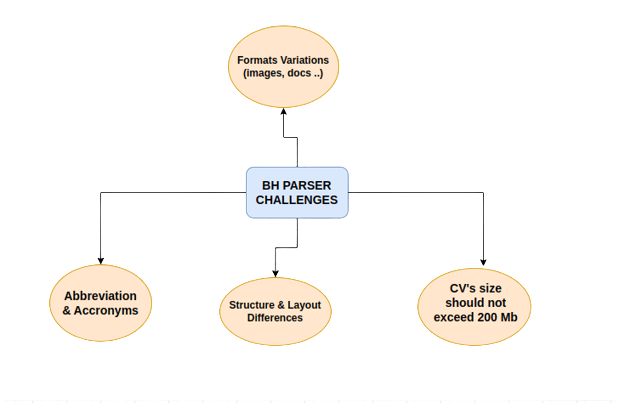 Formats Variations
(images, docs ..)
BH PARSER
CHALLENGES
Abbreviation
& Accronyms
Structure & Layout
Differences
CV's size
should not
exceed 200 Mb